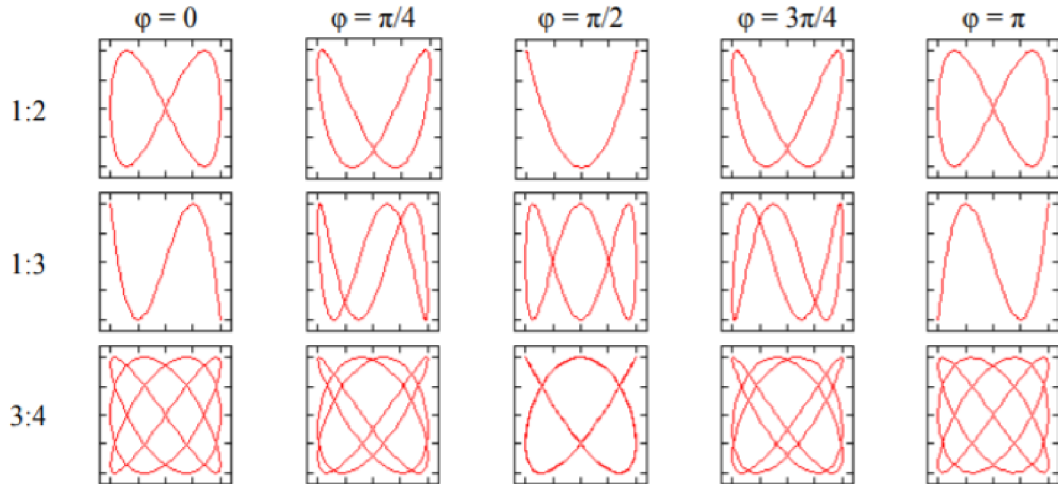 φ = 0 φ = π/4 φ = π/2 φ = 3π/4 φ = π
1:2
1:3
3:4